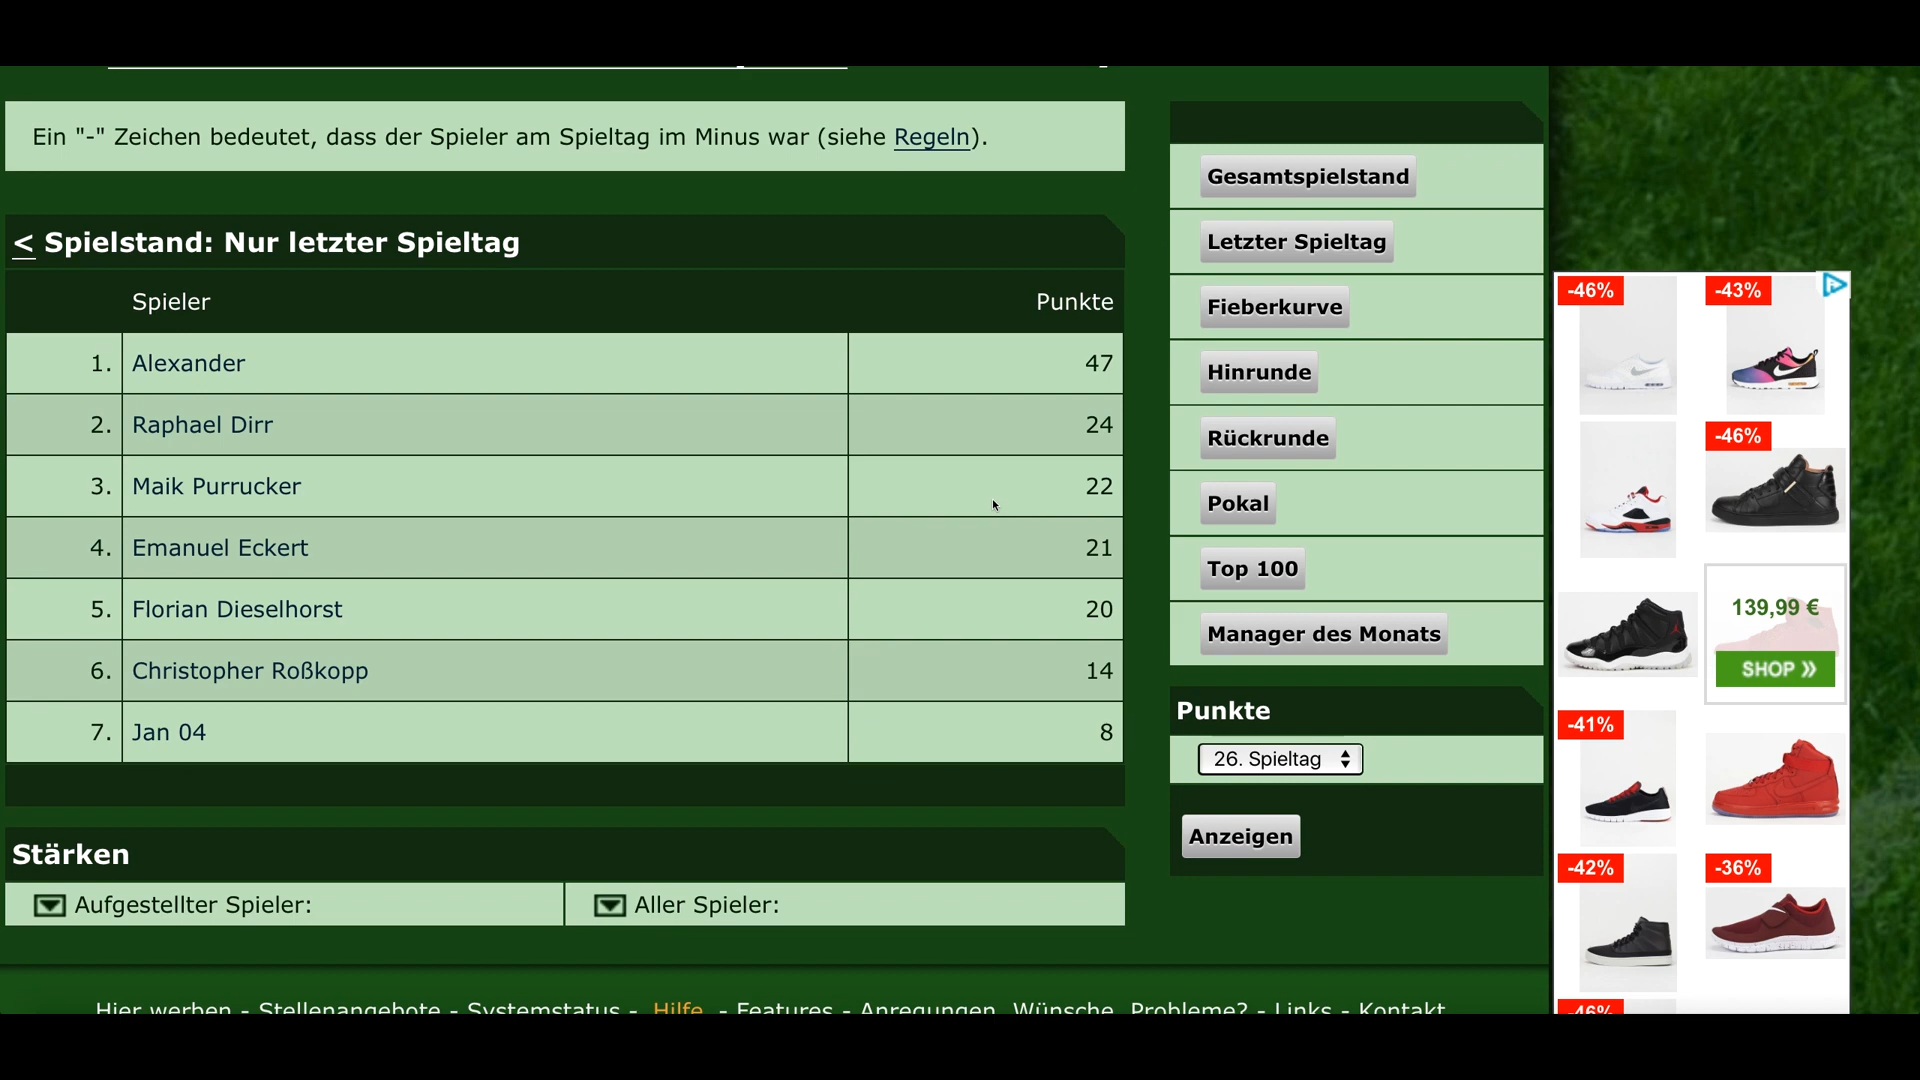 Ein "-" Zeichen bedeutet, dass der Spieler am Spieltag im Minus war (siehe Regeln).
< Spielstand: Nur letzter Spieltag
Spieler Punkte
1. Alexander 47
2. Raphael Dirr 24
3. Maik Purrucker 22
4. Emanuel Eckert 21
5. Florian Dieselhorst 20
6. Christopher Roßkopp 14
7. Jan 04 8
Stärken
Aufgestellter Spieler: Aller Spieler:
Gesamtspielstand
Letzter Spieltag
Fieberkurve
Hinrunde
Rückrunde
Pokal
Top 100
Manager des Monats
Punkte
26. Spieltag
Anzeigen
-46% -43%
-46%
139,99 €
SHOP »
-41%
-42% -36%
-46%
Hier werben - Stellenangebote - Systemstatus - Hilfe - Features - Anregungen, Wünsche, Probleme? - Links - Kontakt